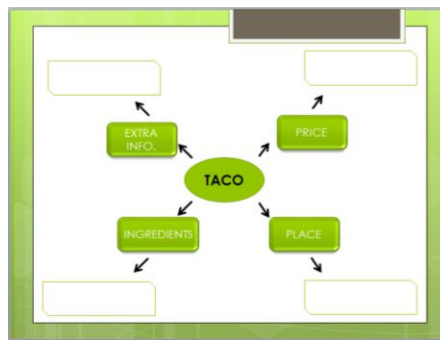 EXTRA
INFO.
PRICE
TACO
INGREDIENTS
PLACE